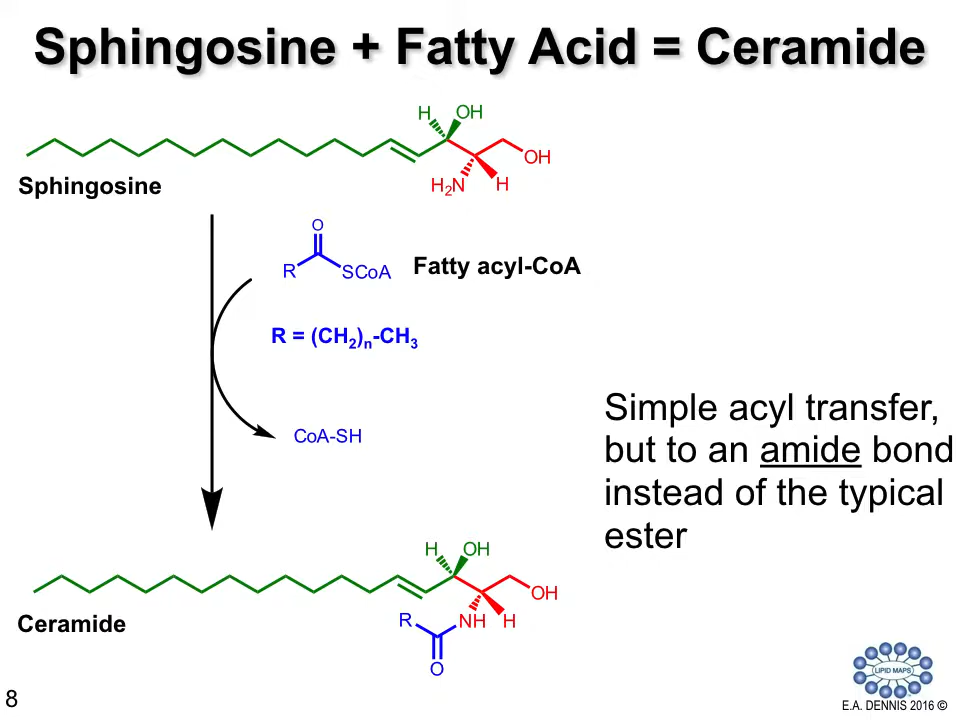 Sphingosine + Fatty Acid = Ceramide
H OH
OH
H₂N H
Sphingosine
O
R SCoA Fatty acyl-CoA
R = (CH₂)ₙ-CH₃
CoA-SH
Simple acyl transfer,
but to an amide bond
instead of the typical
ester
H OH
OH
R NH H
Ceramide
O
LIPID MAPS
8
E.A. DENNIS 2016 ©